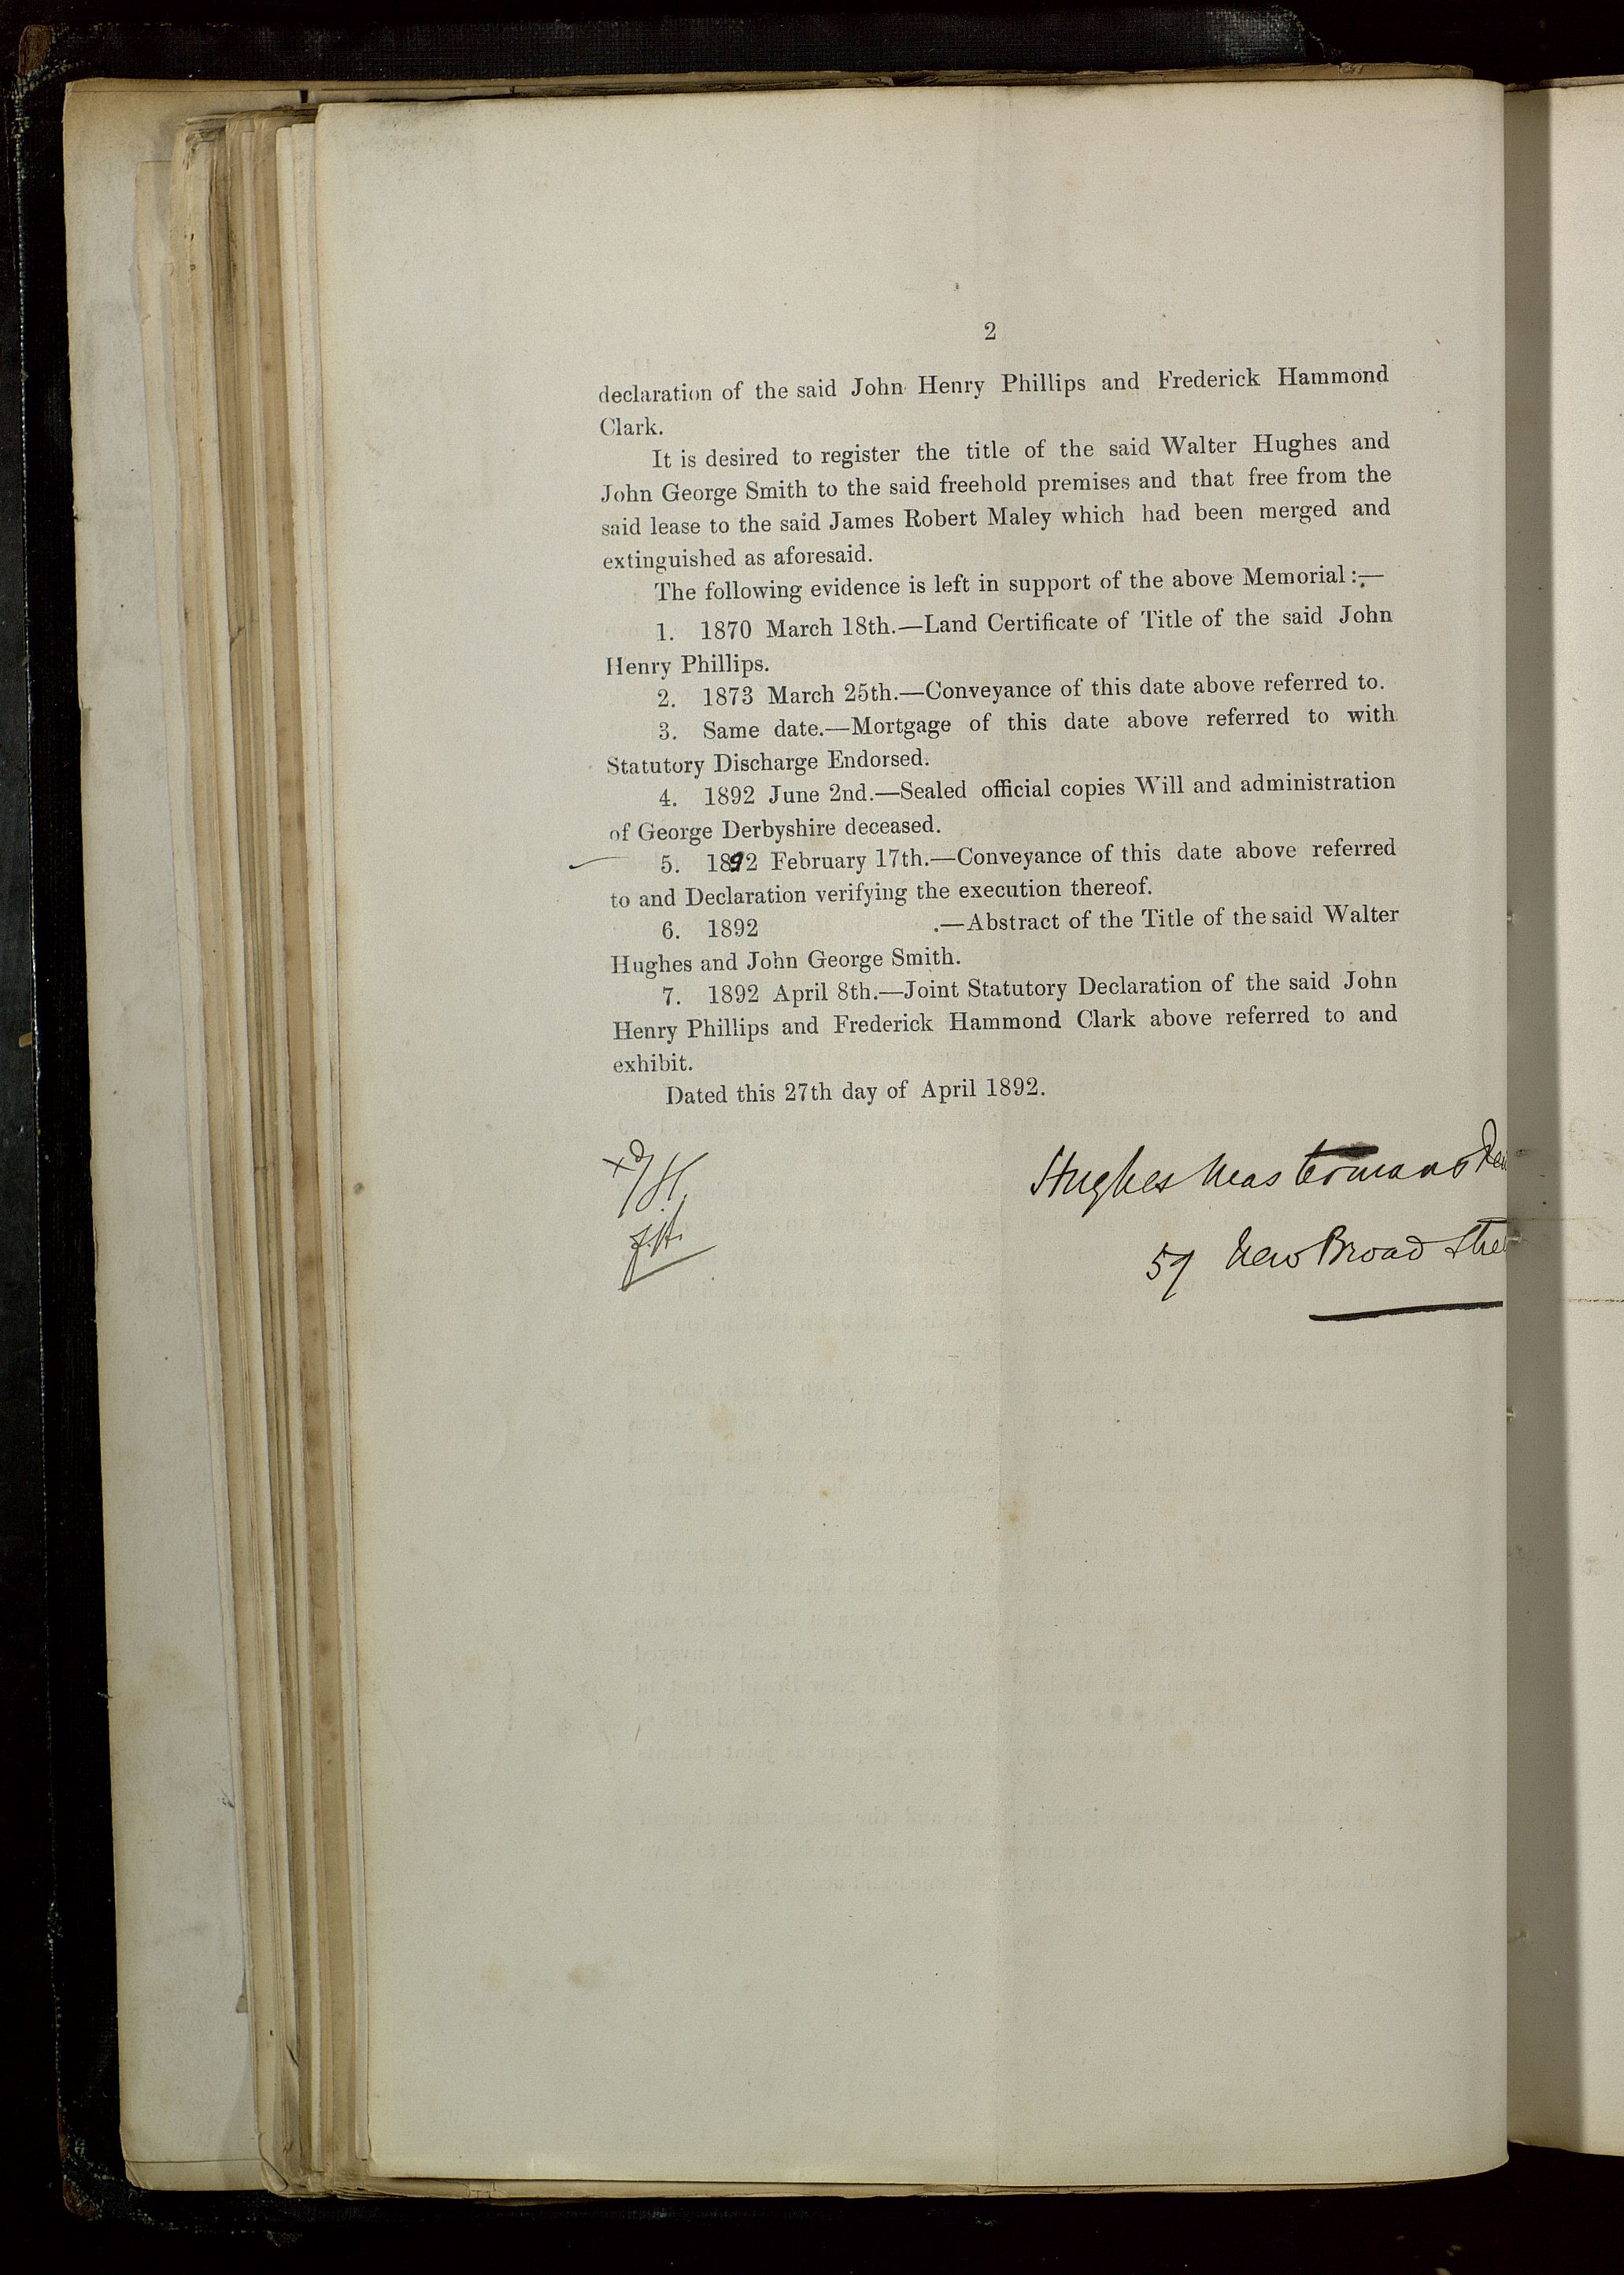 2
declaration of the said John Henry Phillips and Frederick Hammond
Clark.
It is desired to register the title of the said Walter Hughes and
John George Smith to the said freehold premises and that free from the
said lease to the said James Robert Maley which had been merged and
extinguished as aforesaid.
The following evidence is left in support of the above Memorial:—
1. 1870 March 18th.—Land Certificate of Title of the said John
Henry Phillips.
2. 1873 March 25th.—Conveyance of this date above referred to.
3. Same date.—Mortgage of this date above referred to with
Statutory Discharge Endorsed.
4. 1892 June 2nd.—Sealed official copies Will and administration
of George Derbyshire deceased.
5. 1892 February 17th.—Conveyance of this date above referred
to and Declaration verifying the execution thereof.
6. 1892 .—Abstract of the Title of the said Walter
Hughes and John George Smith.
7. 1892 April 8th.—Joint Statutory Declaration of the said John
Henry Phillips and Frederick Hammond Clark above referred to and
exhibit.
Dated this 27th day of April 1892.
Hughes Masterman
59 New Broad Stree